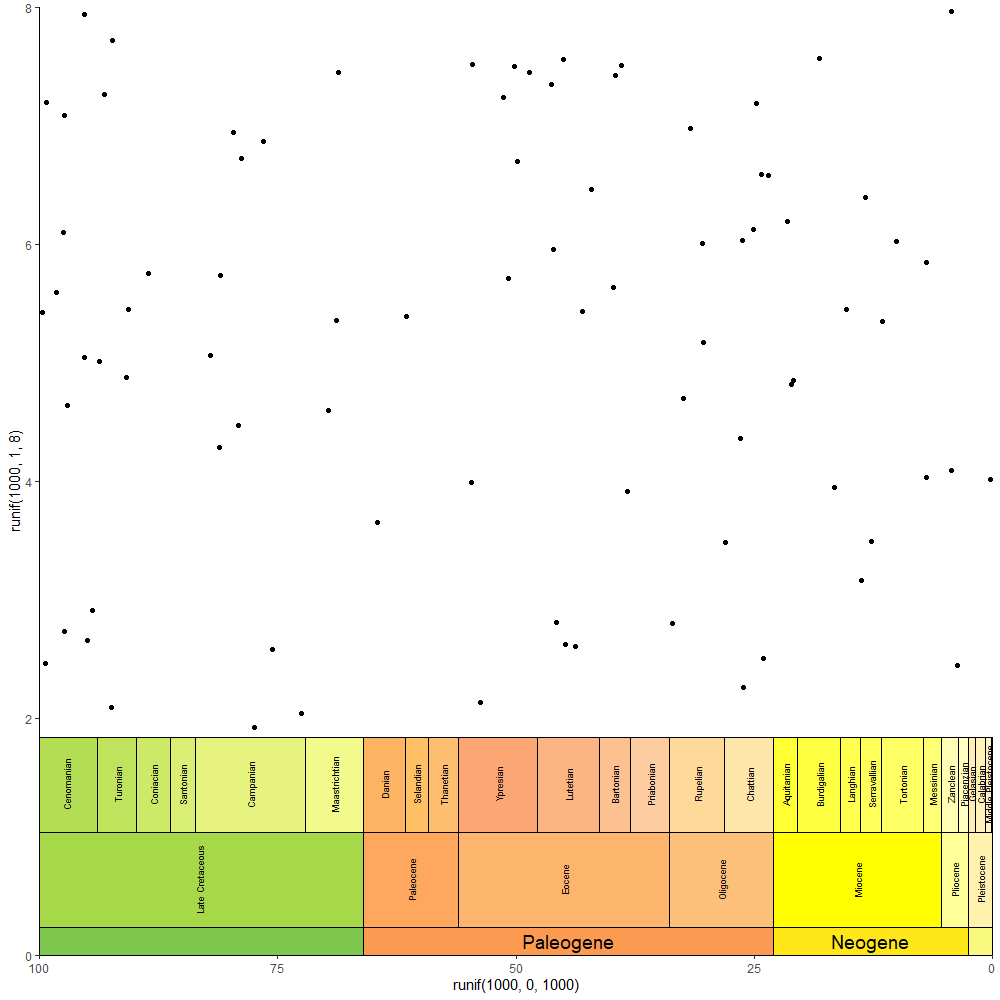 8
6
4
2
0
runif(1000, 1, 8)
Cenomanian
Turonian
Coniacian
Santonian
Campanian
Maastrichtian
Danian
Selandian
Thanetian
Ypresian
Lutetian
Bartonian
Priabonian
Rupelian
Chattian
Aquitanian
Burdigalian
Langhian
Serravallian
Tortonian
Messinian
Zanclean
Piacenzian
Gelasian
Calabrian
Middle Pleistocene
Late Cretaceous
Paleocene
Eocene
Oligocene
Miocene
Pliocene
Pleistocene
Paleogene
Neogene
100
75
50
25
0
runif(1000, 0, 1000)